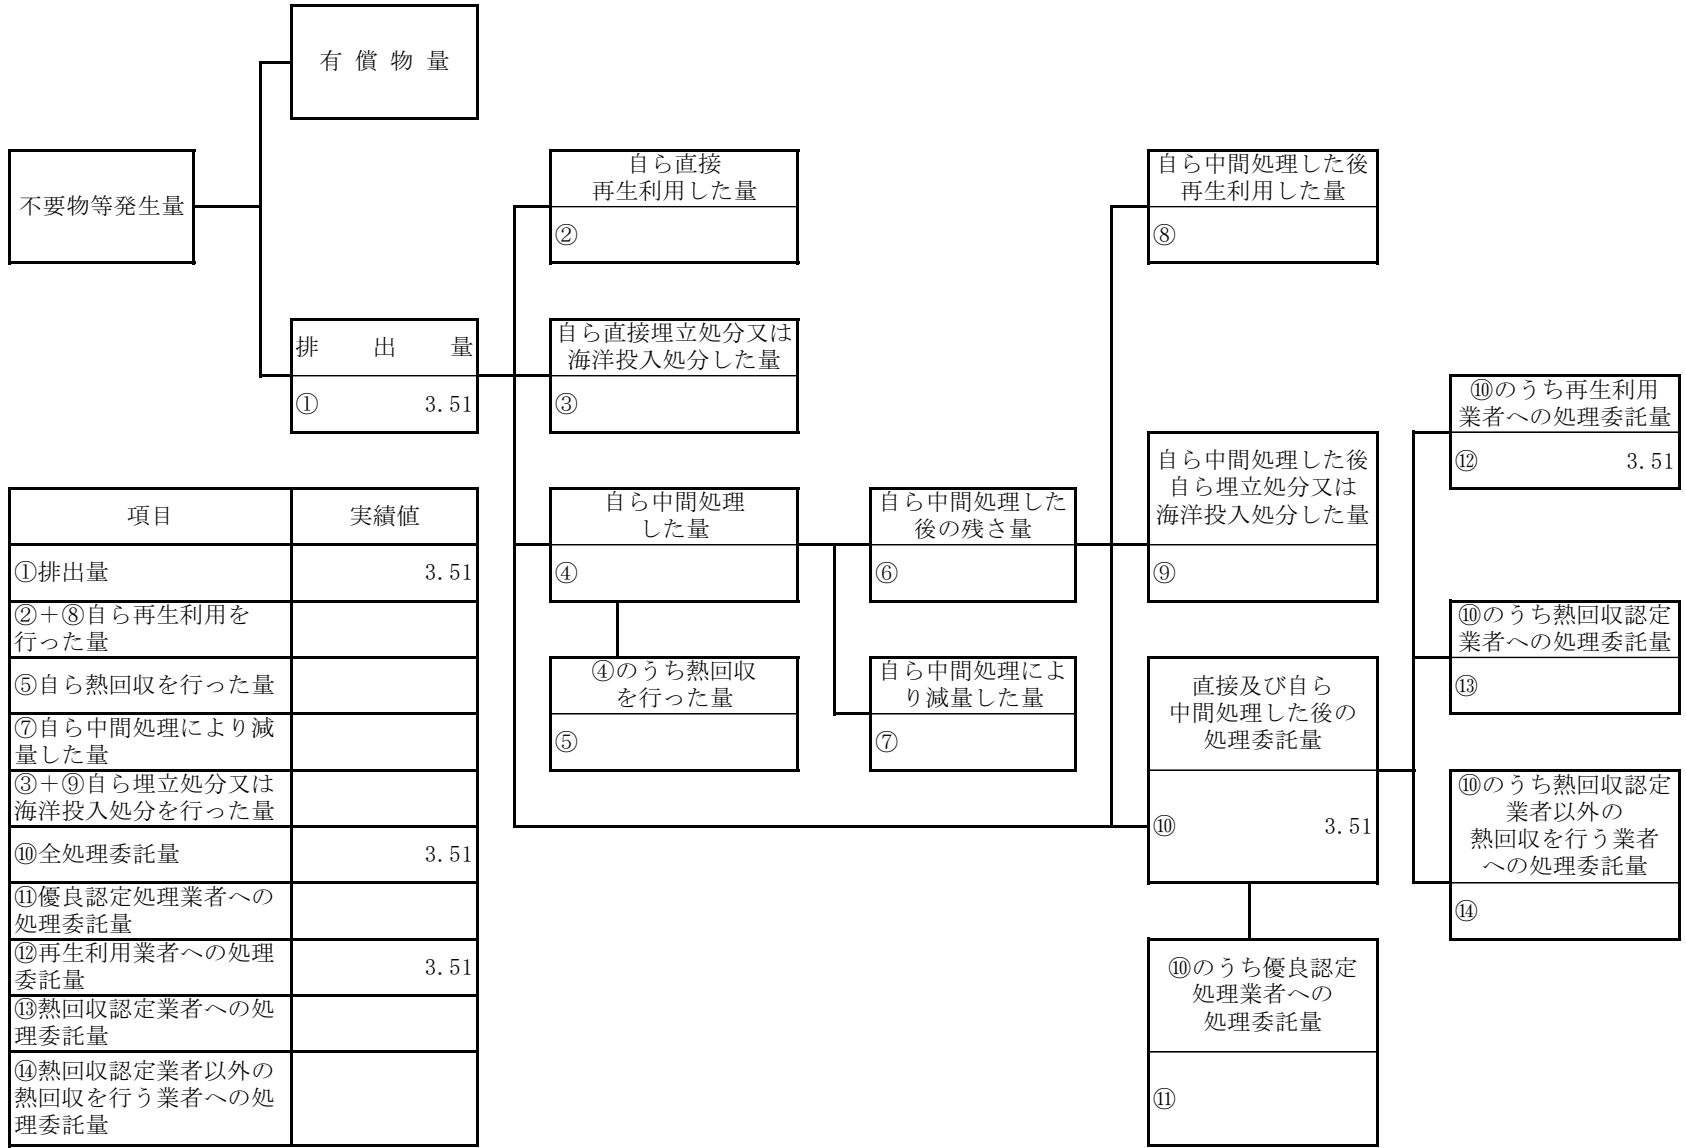 有償物量
不要物等発生量
排出量
① 3.51
自ら直接
再生利用した量
②
自ら直接埋立処分又は
海洋投入処分した量
③
自ら中間処理
した量
④
④のうち熱回収
を行った量
⑤
自ら中間処理した
後の残さ量
⑥
自ら中間処理によ
り減量した量
⑦
自ら中間処理した後
再生利用した量
⑧
自ら中間処理した後
自ら埋立処分又は
海洋投入処分した量
⑨
直接及び自ら
中間処理した後の
処理委託量
⑩ 3.51
⑩のうち優良認定
処理業者への
処理委託量
⑪
⑩のうち再生利用
業者への処理委託量
⑫ 3.51
⑩のうち熱回収認定
業者への処理委託量
⑬
⑩のうち熱回収認定
業者以外の
熱回収を行う業者
への処理委託量
⑭
項目 実績値
①排出量 3.51
②+⑧自ら再生利用を
行った量
⑤自ら熱回収を行った量
⑦自ら中間処理により減
量した量
③+⑨自ら埋立処分又は
海洋投入処分を行った量
⑩全処理委託量 3.51
⑪優良認定処理業者への
処理委託量
⑫再生利用業者への処理
委託量 3.51
⑬熱回収認定業者への処
理委託量
⑭熱回収認定業者以外の
熱回収を行う業者への処
理委託量